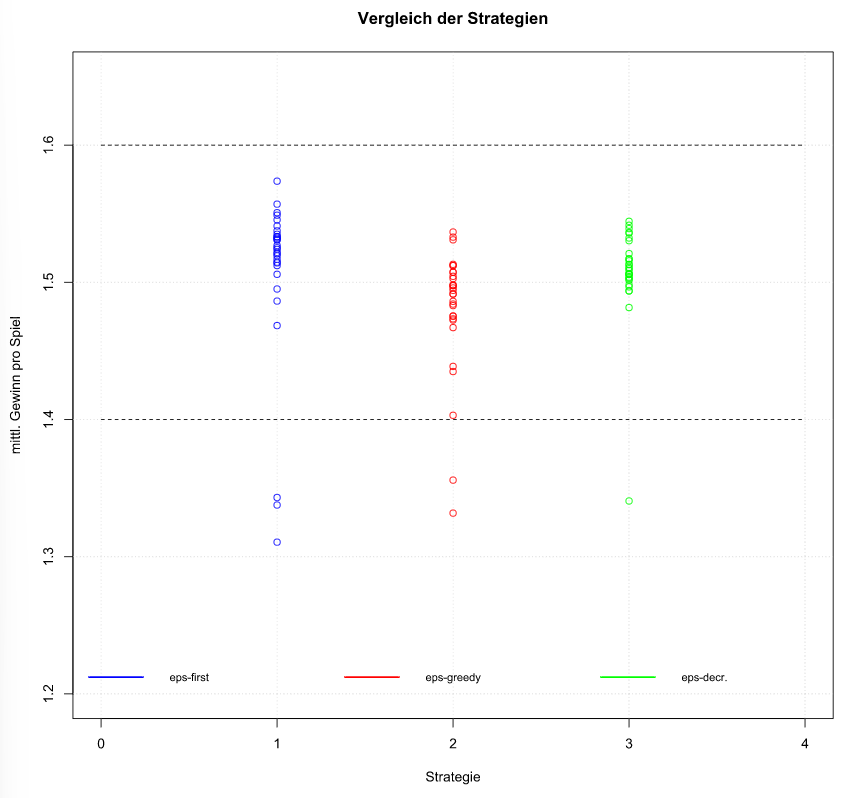 Vergleich der Strategien
mittl. Gewinn pro Spiel
1.6
1.5
1.4
1.3
1.2
eps-first eps-greedy eps-decr.
0 1 2 3 4
Strategie